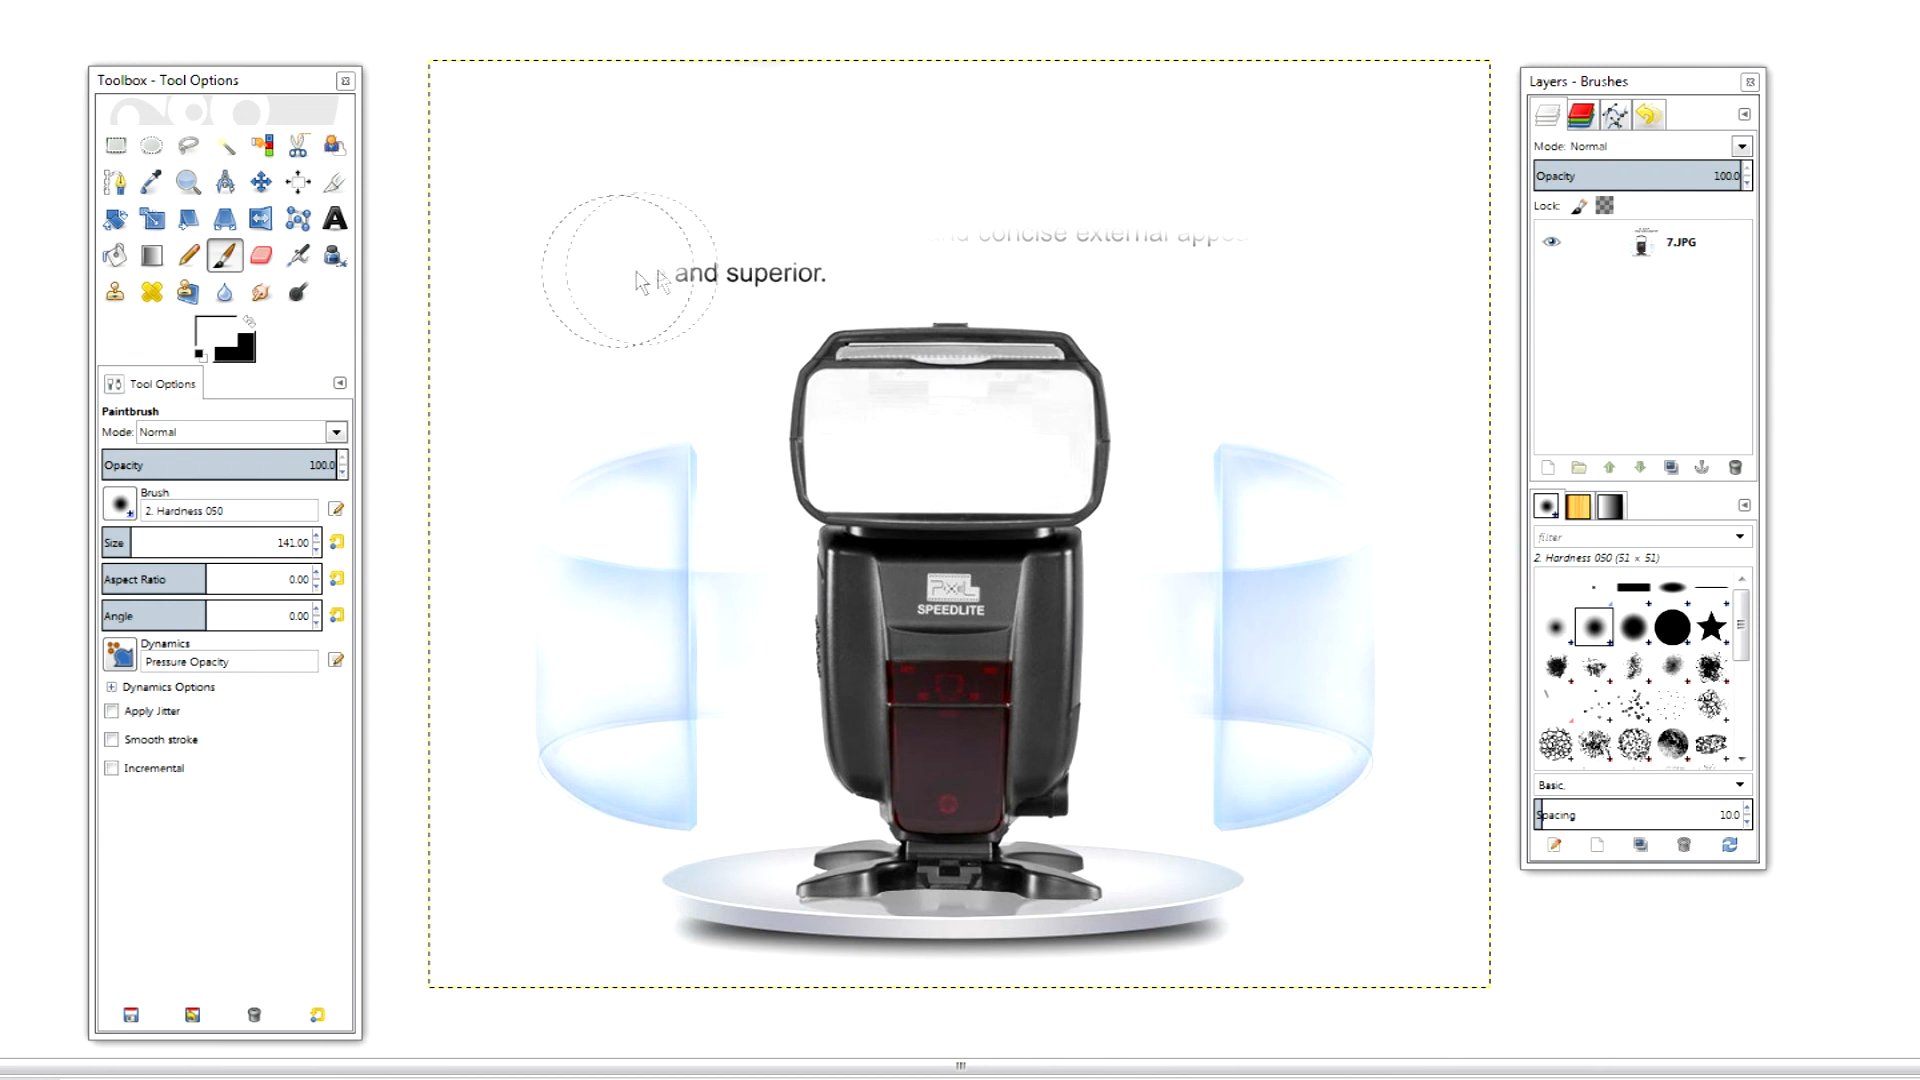 Toolbox - Tool Options
Tool Options
Paintbrush
Mode: Normal
Opacity 100.0
Brush
2. Hardness 050
Size 141.00
Aspect Ratio 0.00
Angle 0.00
Dynamics
Pressure Opacity
Dynamics Options
Apply Jitter
Smooth stroke
Incremental
concise external
and superior.
PIXEL
SPEEDLITE
Layers - Brushes
Mode: Normal
Opacity 100.0
Lock:
7.JPG
filter
2. Hardness 050 (51 × 51)
Basic,
Spacing 10.0